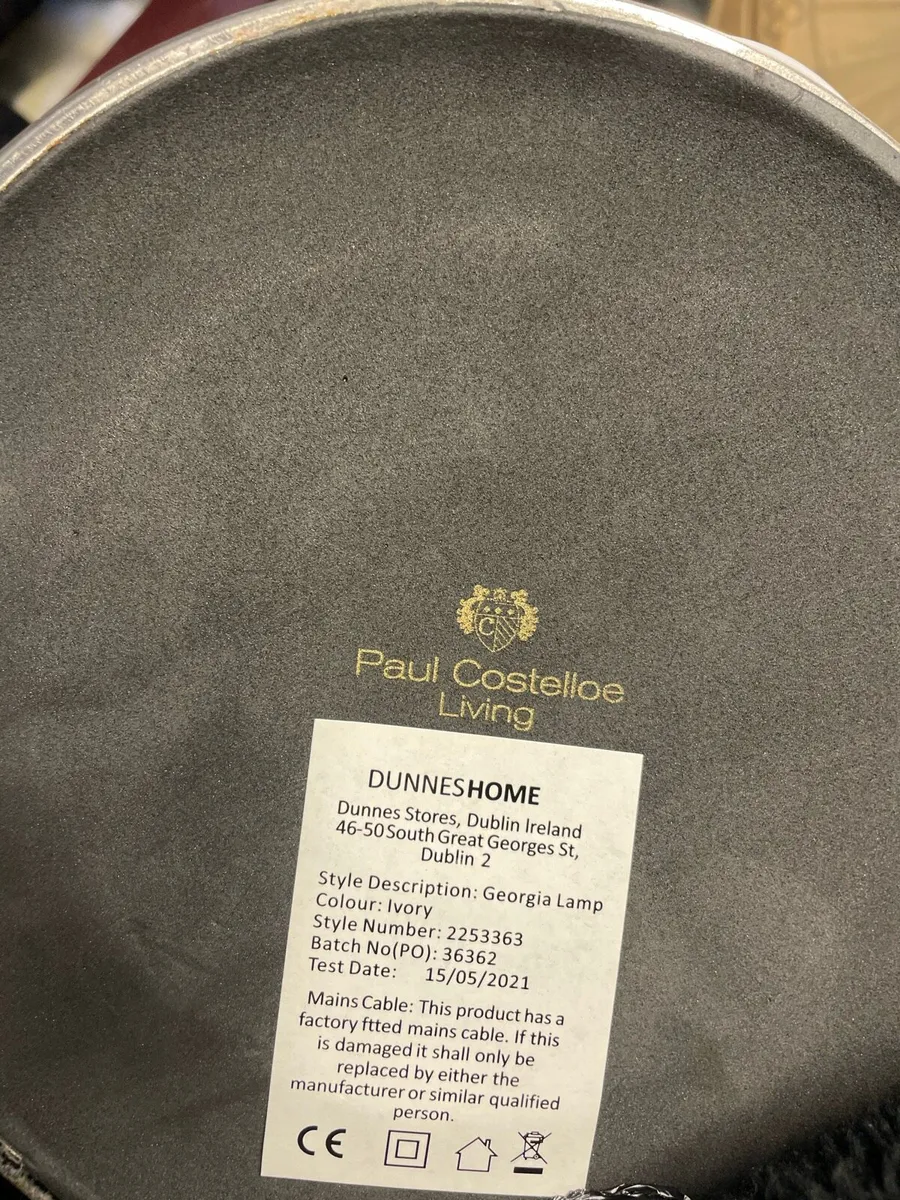 C
Paul Costelloe
Living
DUNNESHOME
Dunnes Stores, Dublin Ireland
46-50 South Great Georges St,
Dublin 2
Style Description: Georgia Lamp
Colour: Ivory
Style Number: 2253363
Batch No(PO): 36362
Test Date: 15/05/2021
Mains Cable: This product has a
factory ftted mains cable. If this
is damaged it shall only be
replaced by either the
manufacturer or similar qualified
person.
CE